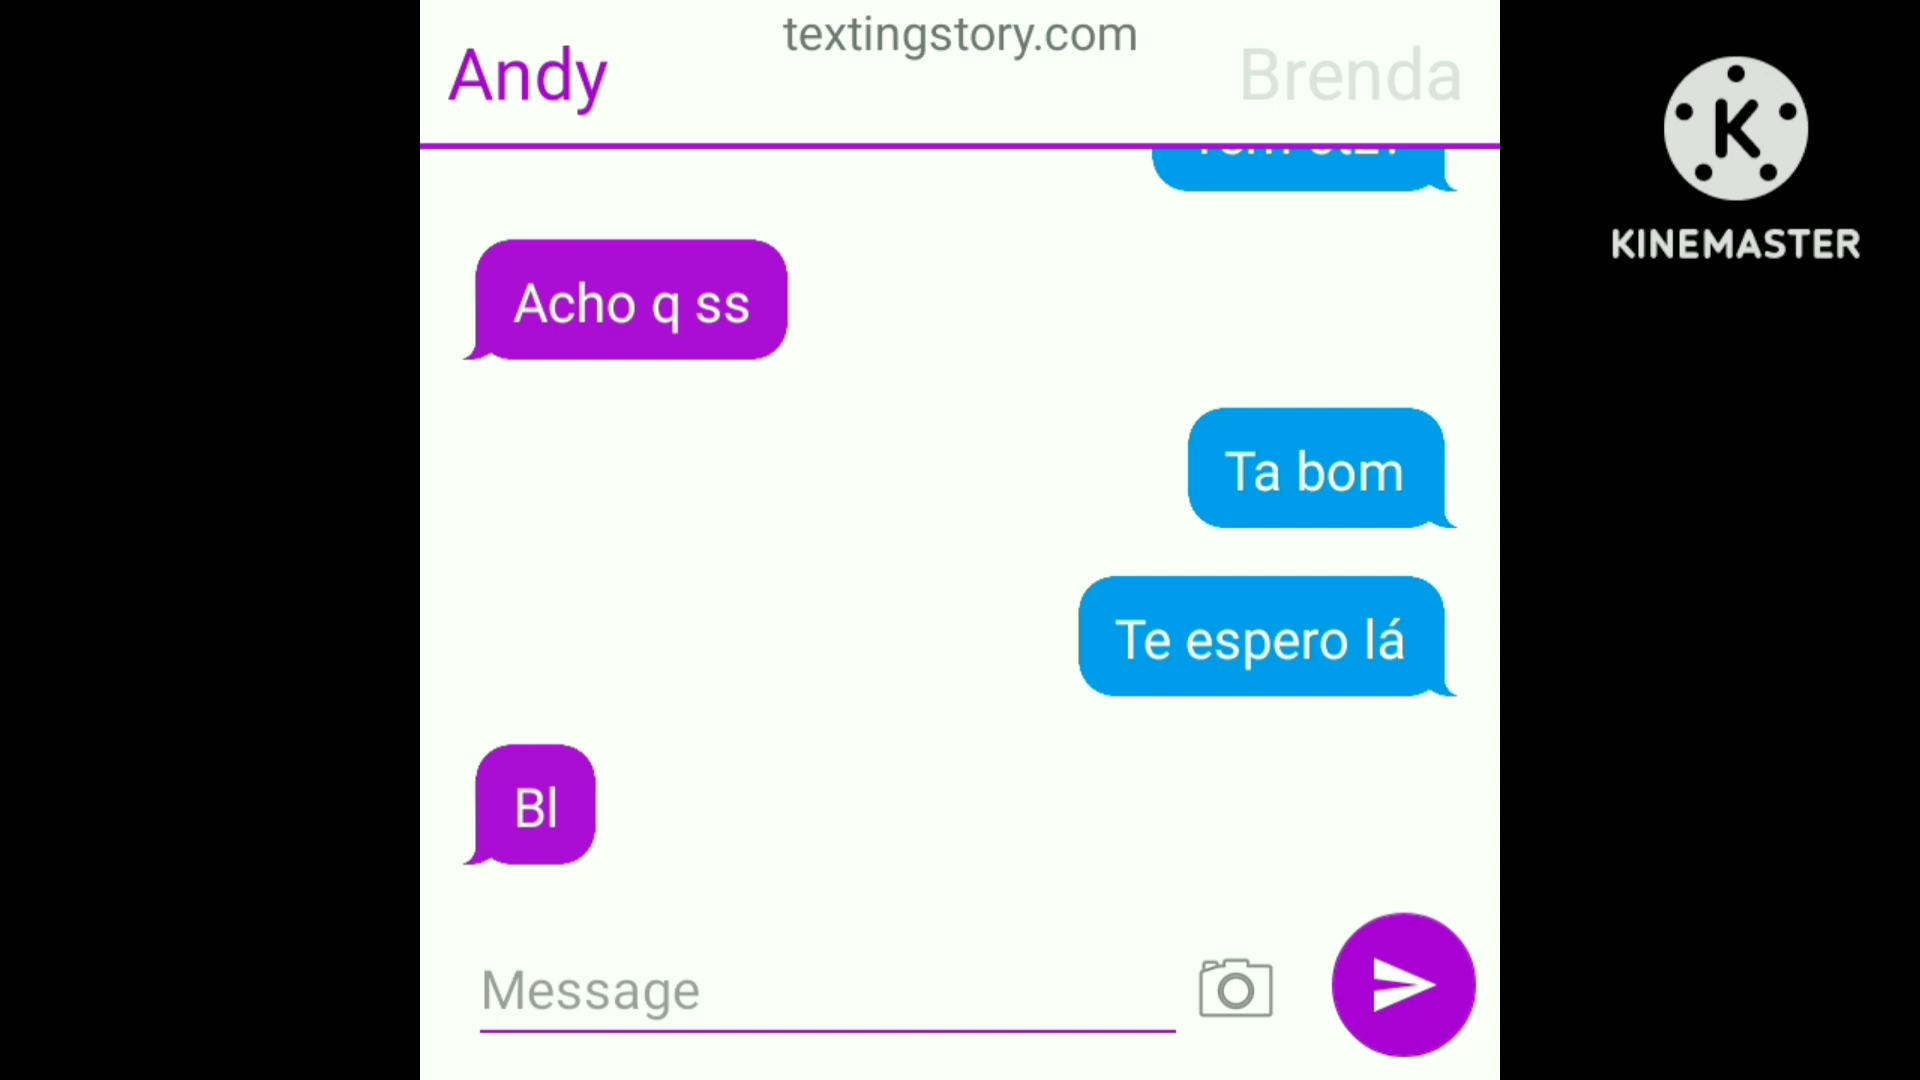 textingstory.com
Andy
Brenda
Acho q ss
Ta bom
Te espero lá
Bl
Message
K
KINEMASTER